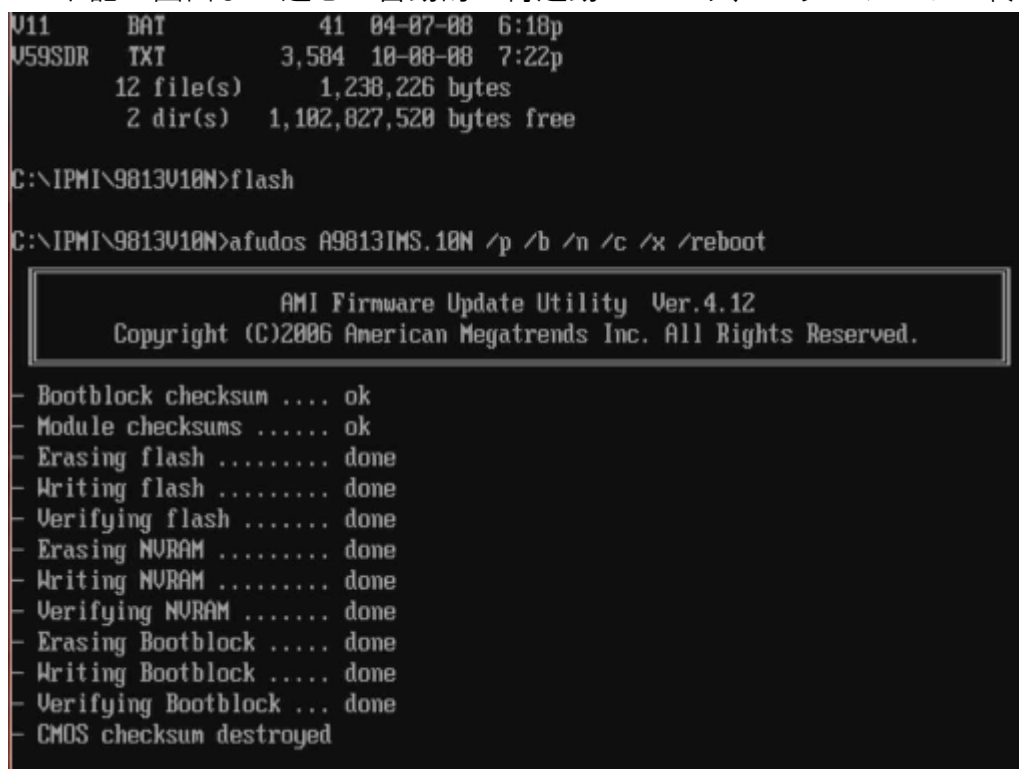 V11      BAT            41  04-07-08  6:18p
V59SDR   TXT         3,584  10-08-08  7:22p
12 file(s)      1,238,226 bytes
2 dir(s)   1,102,827,520 bytes free
C:\IPMI\9813V10N>flash
C:\IPMI\9813V10N>afudos A9813IMS.10N /p /b /n /c /x /reboot
AMI Firmware Update Utility  Ver.4.12
Copyright (C)2006 American Megatrends Inc. All Rights Reserved.
- Bootblock checksum .... ok
- Module checksums ...... ok
- Erasing flash ......... done
- Writing flash ......... done
- Verifying flash ....... done
- Erasing NVRAM ......... done
- Writing NVRAM ......... done
- Verifying NVRAM ....... done
- Erasing Bootblock ..... done
- Writing Bootblock ..... done
- Verifying Bootblock ... done
- CMOS checksum destroyed